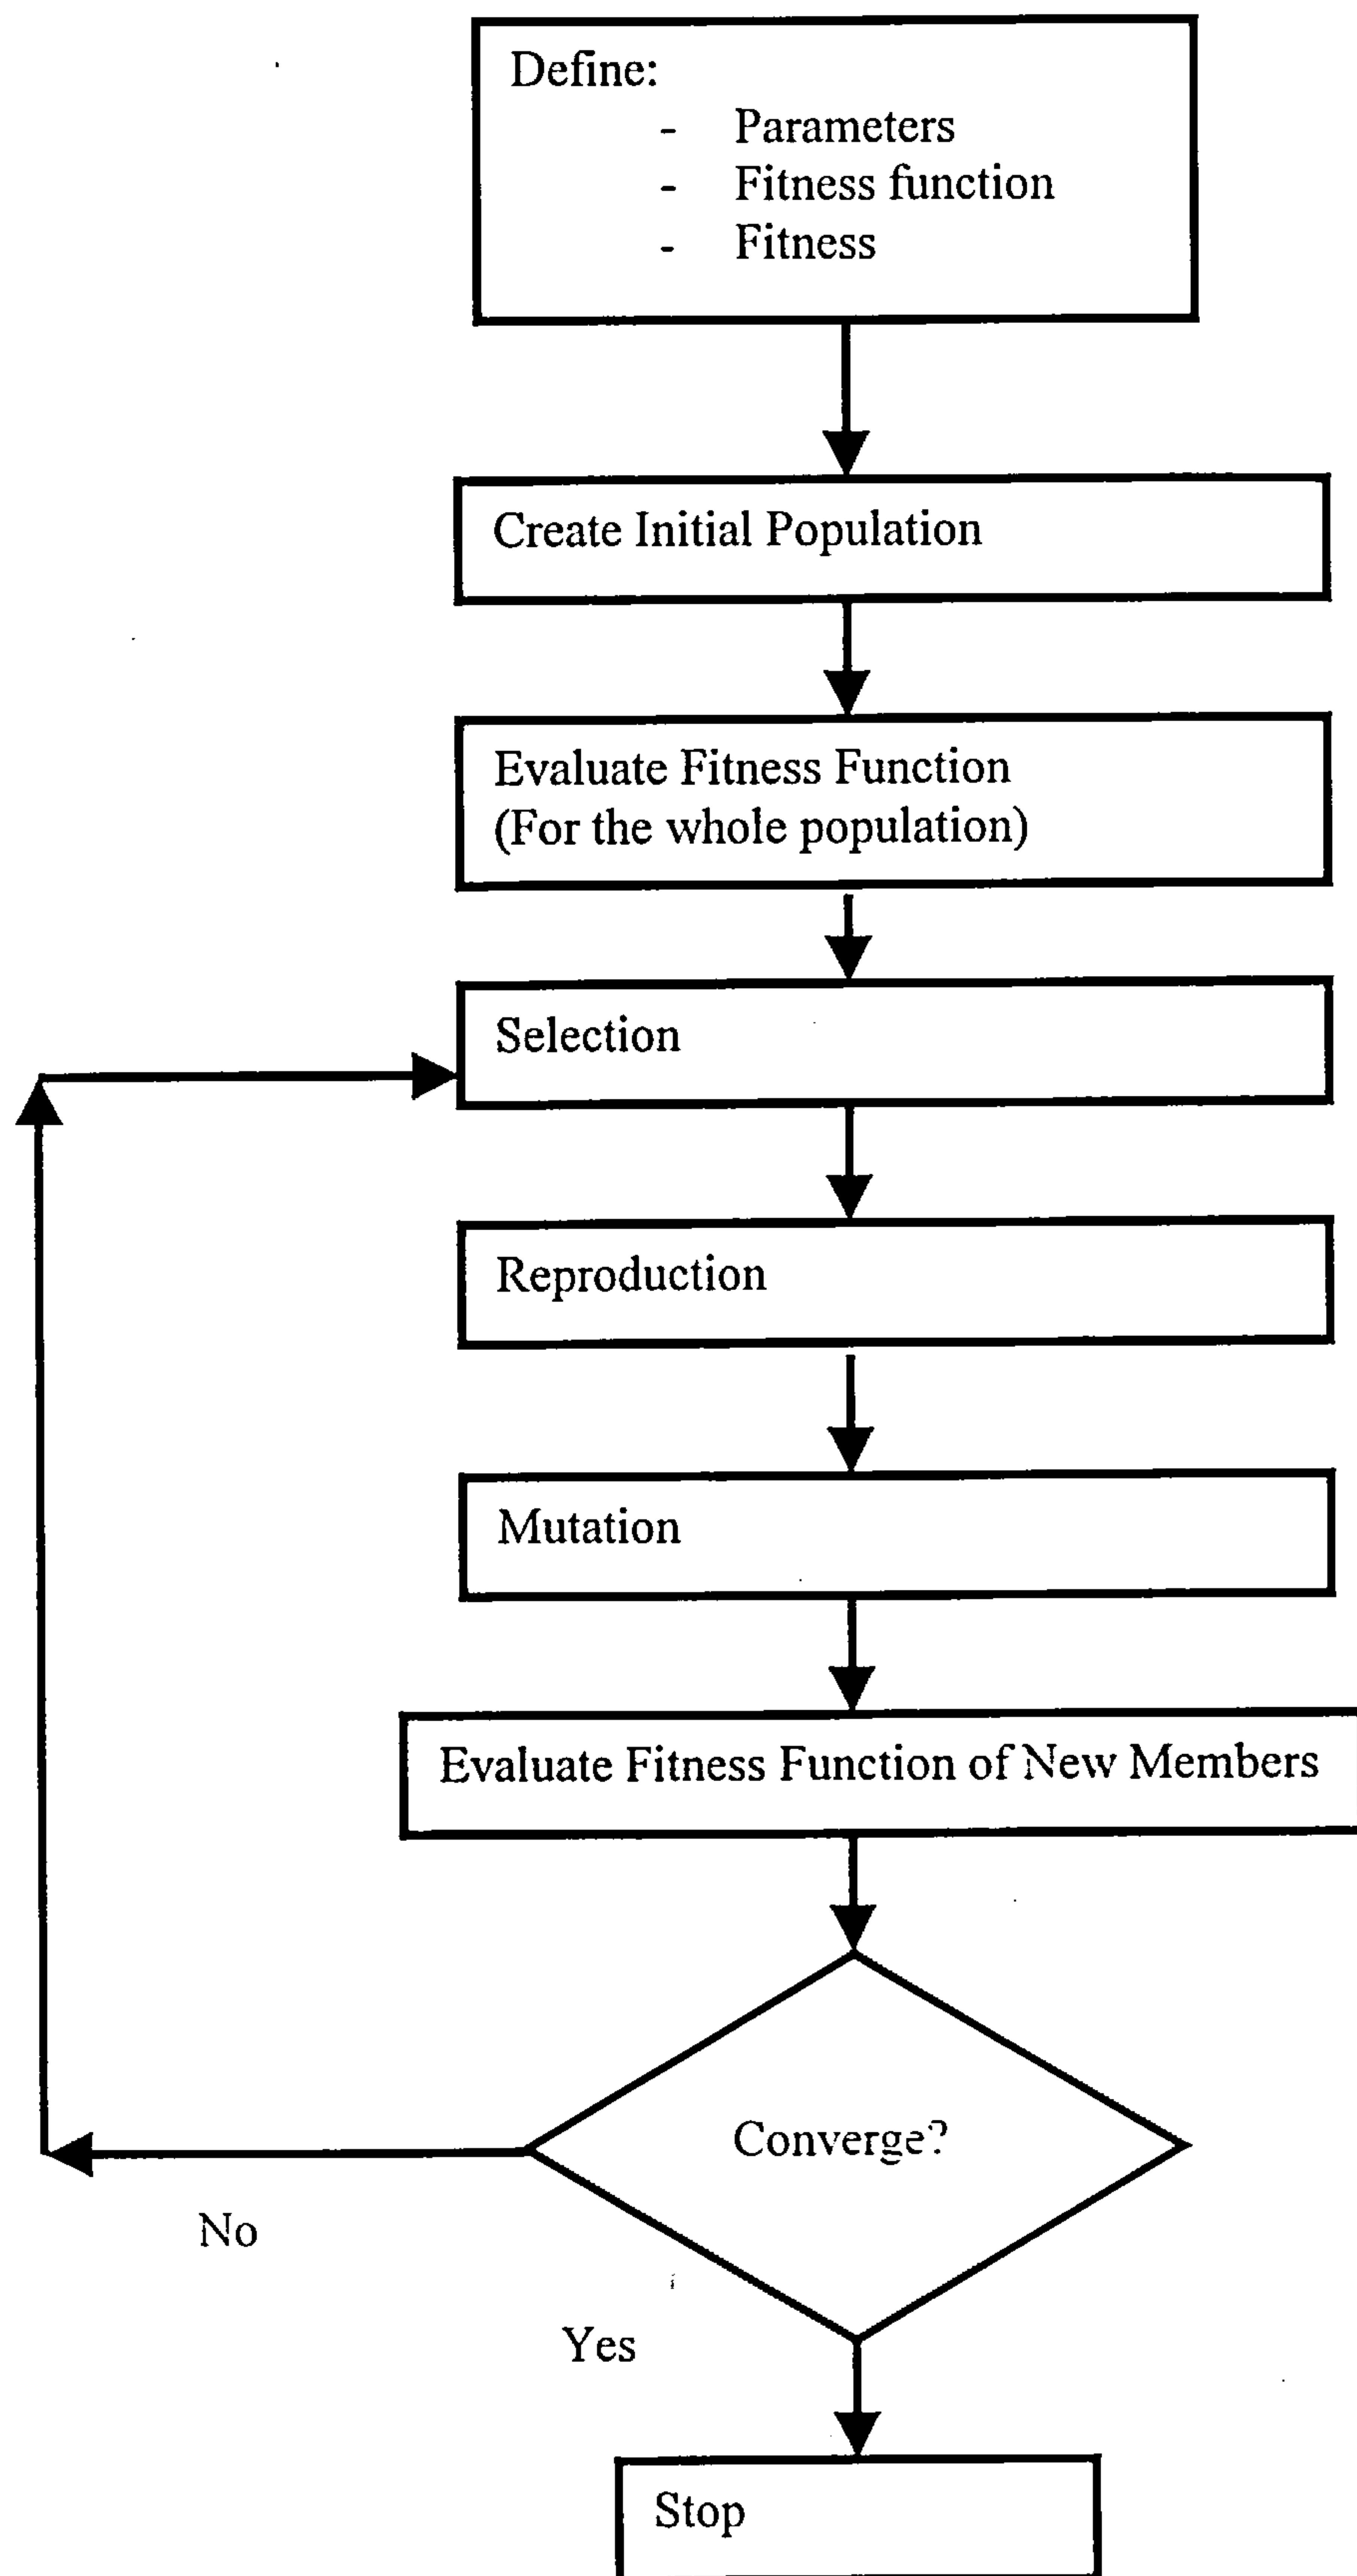 Define:
- Parameters
- Fitness function
- Fitness
Create Initial Population
Evaluate Fitness Function
(For the whole population)
Selection
Reproduction
Mutation
Evaluate Fitness Function of New Members
Converge?
No
Yes
Stop